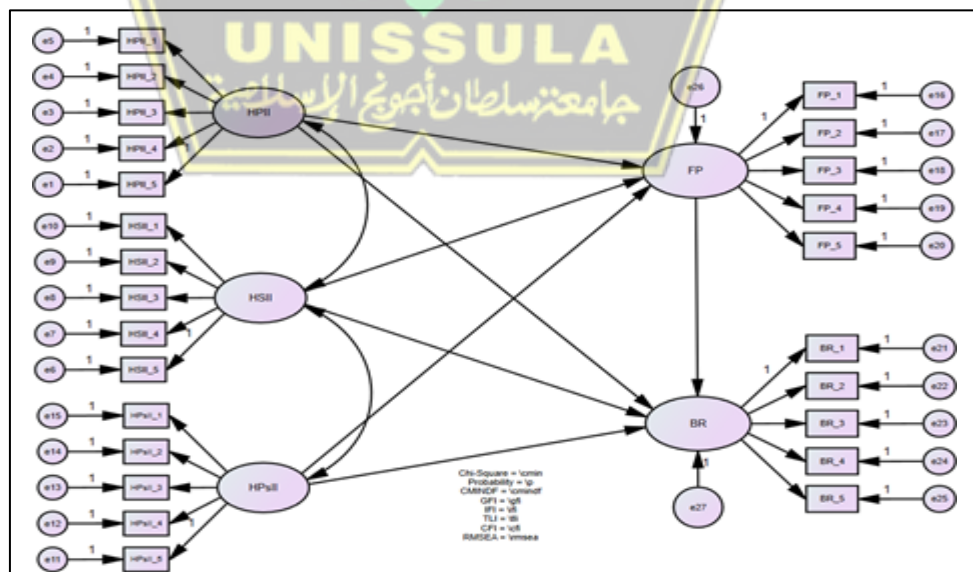 UNISSULA
جامعتنسلطان أجونج الإسلامية
e5 1 HPII_1
e4 1 HPII_2
e3 1 HPII_3
e2 1 HPII_4 1
e1 1 HPII_5
HPII
e10 1 HSII_1
e9 1 HSII_2
e8 1 HSII_3
e7 1 HSII_4 1
e6 1 HSII_5
HSII
e15 1 HPsII_1
e14 1 HPsII_2
e13 1 HPsII_3
e12 1 HPsII_4 1
e11 1 HPsII_5
HPsII
e26
1
FP
1 FP_1 1 e16
FP_2 1 e17
FP_3 1 e18
FP_4 1 e19
FP_5 1 e20
BR
1 BR_1 1 e21
BR_2 1 e22
BR_3 1 e23
BR_4 1 e24
BR_5 1 e25
1
e27
Chi-Square = \cmin
Probability = \p
CMINDF = \cmindf
GFI = \gfi
IFI = \ifi
TLI = \tli
CFI = \cfi
RMSEA = \rmsea